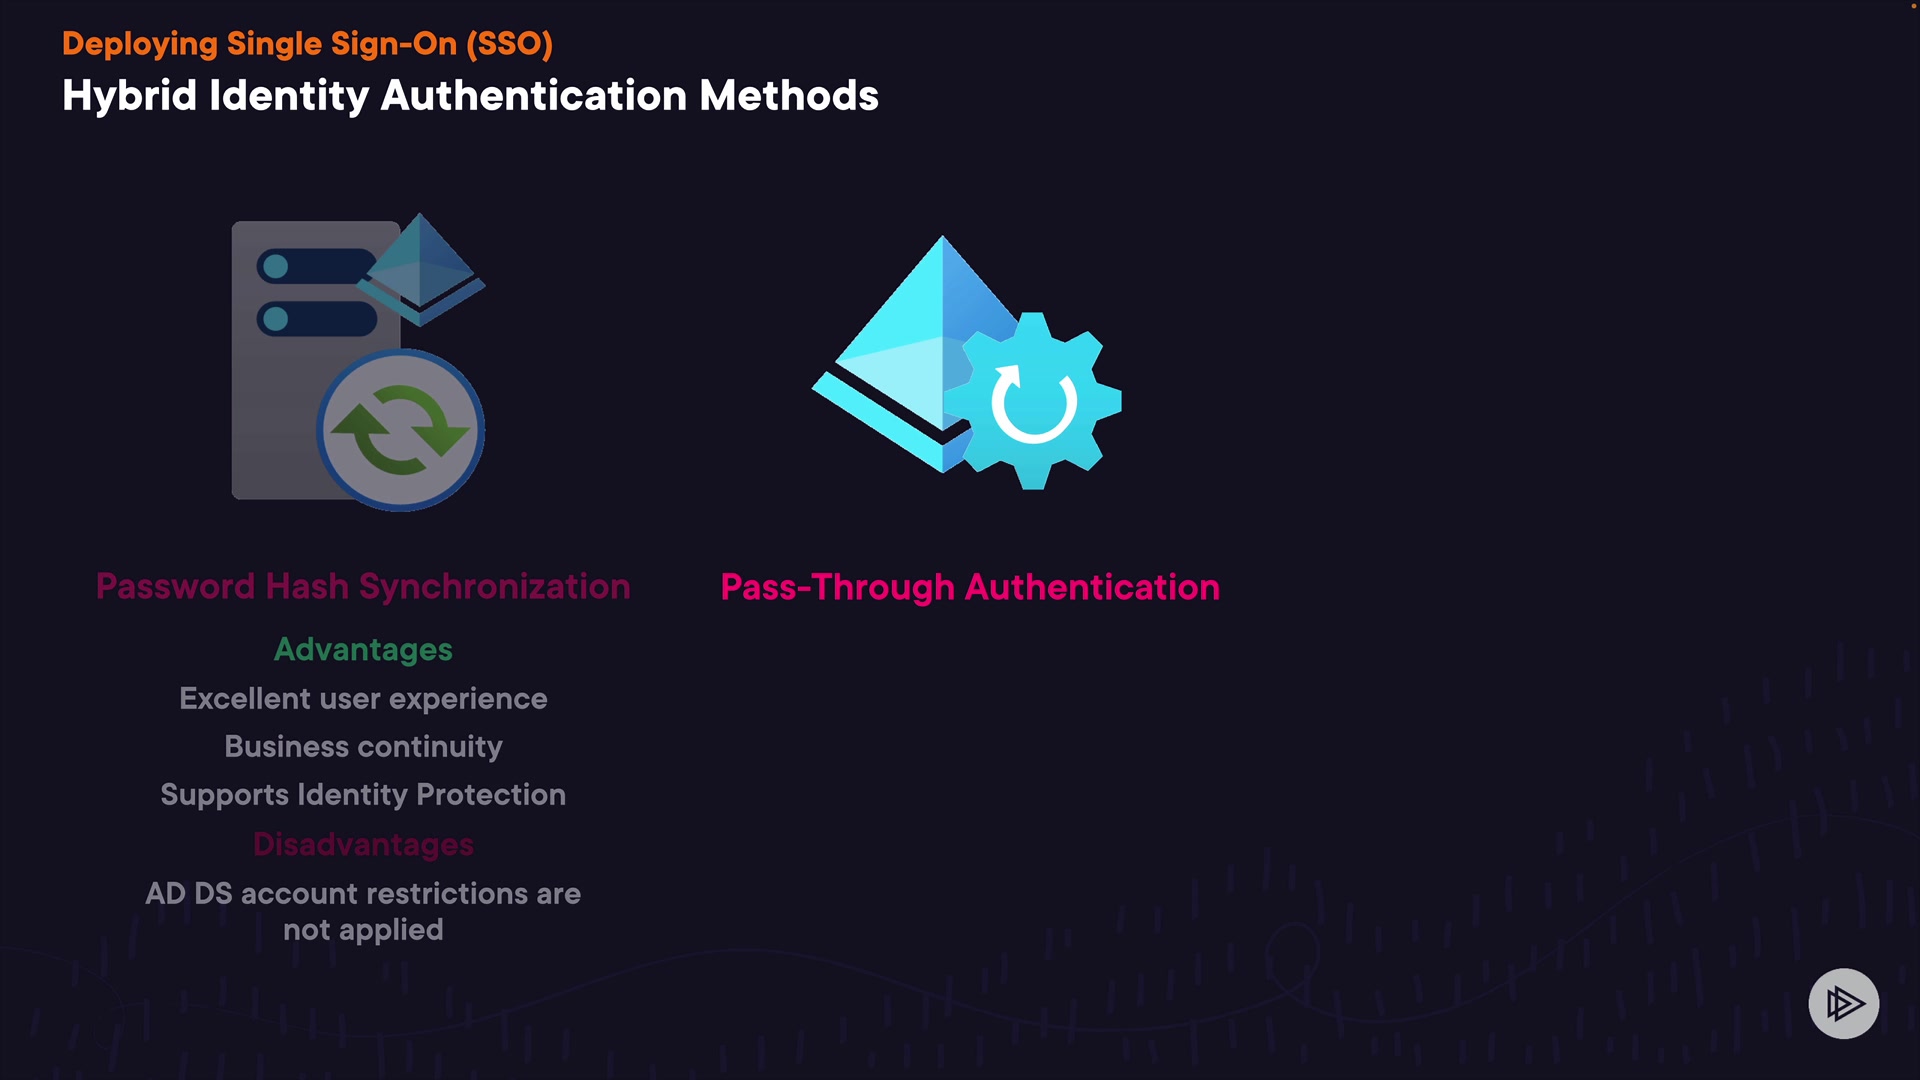 Deploying Single Sign-On (SSO)
Hybrid Identity Authentication Methods
Password Hash Synchronization
Advantages
Excellent user experience
Business continuity
Supports Identity Protection
Disadvantages
AD DS account restrictions are
not applied
Pass-Through Authentication